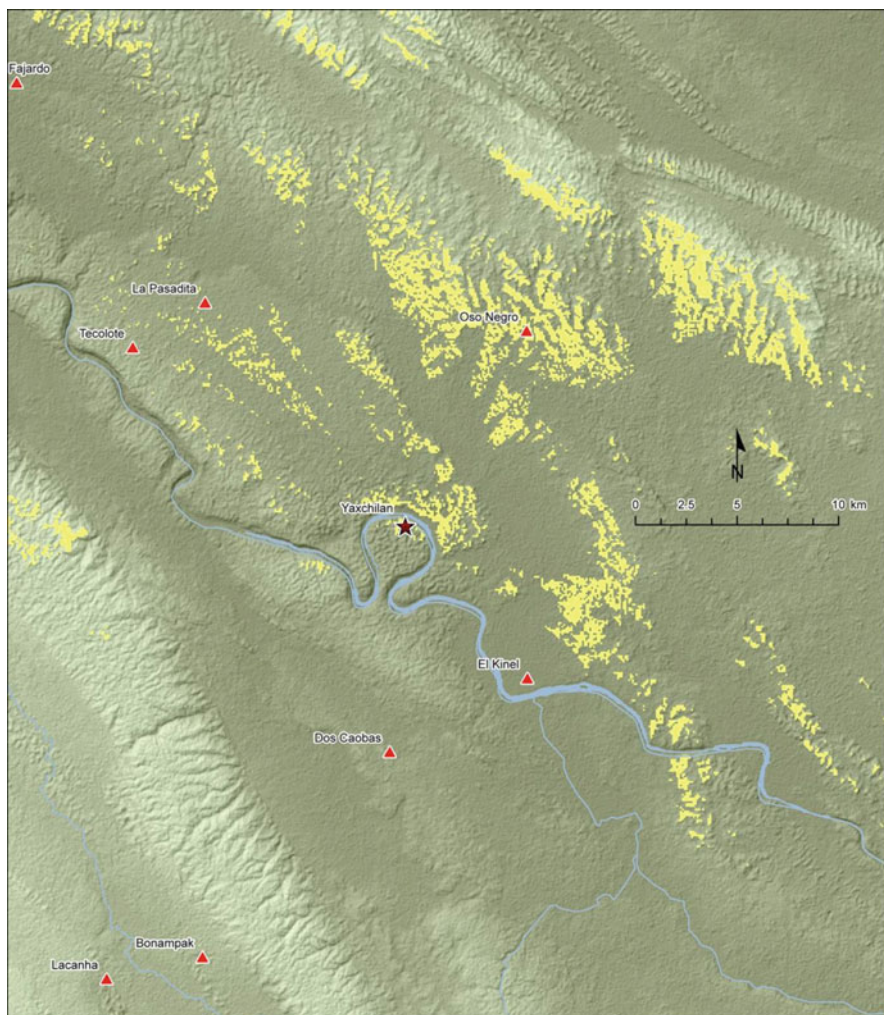 Fajardo
La Pasadita
Oso Negro
Tecolote
N
0 2.5 5 10 km
Yaxchilan
El Kinel
Dos Caobas
Bonampak
Lacanha